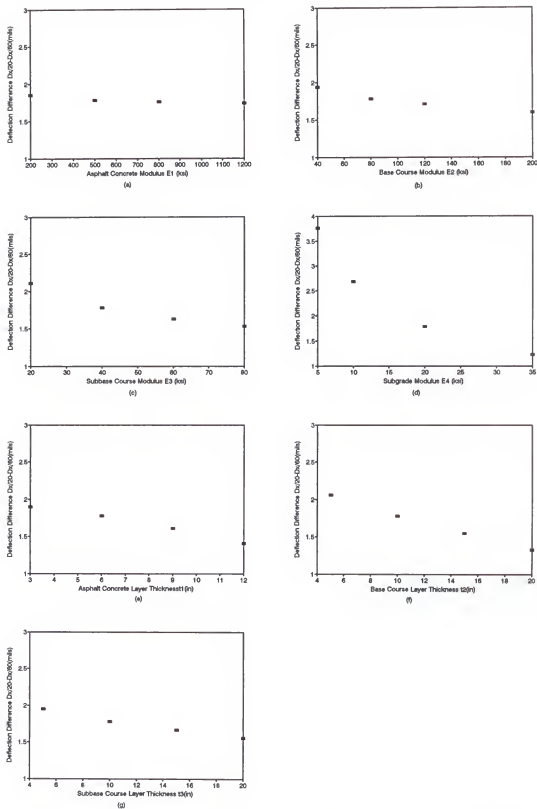 Deflection Difference Dx/20-Dx/60(mils)
3
2.5
2
1.5
1
200 300 400 500 600 700 800 900 1000 1100 1200
Asphalt Concrete Modulus E1 (ksi)
(a)
Deflection Difference Dx/20-Dx/60(mils)
3
2.5
2
1.5
1
40 60 80 100 120 140 160 180 200
Base Course Modulus E2 (ksi)
(b)
Deflection Difference Dx/20-Dx/60(mils)
3
2.5
2
1.5
1
20 30 40 50 60 70 80
Subbase Course Modulus E3 (ksi)
(c)
Deflection Difference Dx/20-Dx/60(mils)
4
3.5
3
2.5
2
1.5
1
5 10 15 20 25 30 35
Subgrade Modulus E4 (ksi)
(d)
Deflection Difference Dx/20-Dx/60(mils)
3
2.5
2
1.5
1
3 4 5 6 7 8 9 10 11 12
Asphalt Concrete Layer Thicknesst1(in)
(e)
Deflection Difference Dx/20-Dx/60(mils)
3
2.5
2
1.5
1
4 6 8 10 12 14 16 18 20
Base Course Layer Thickness t2(in)
(f)
Deflection Difference Dx/20-Dx/60(mils)
3
2.5
2
1.5
1
4 6 8 10 12 14 16 18 20
Subbase Course Layer Thickness t3(in)
(g)